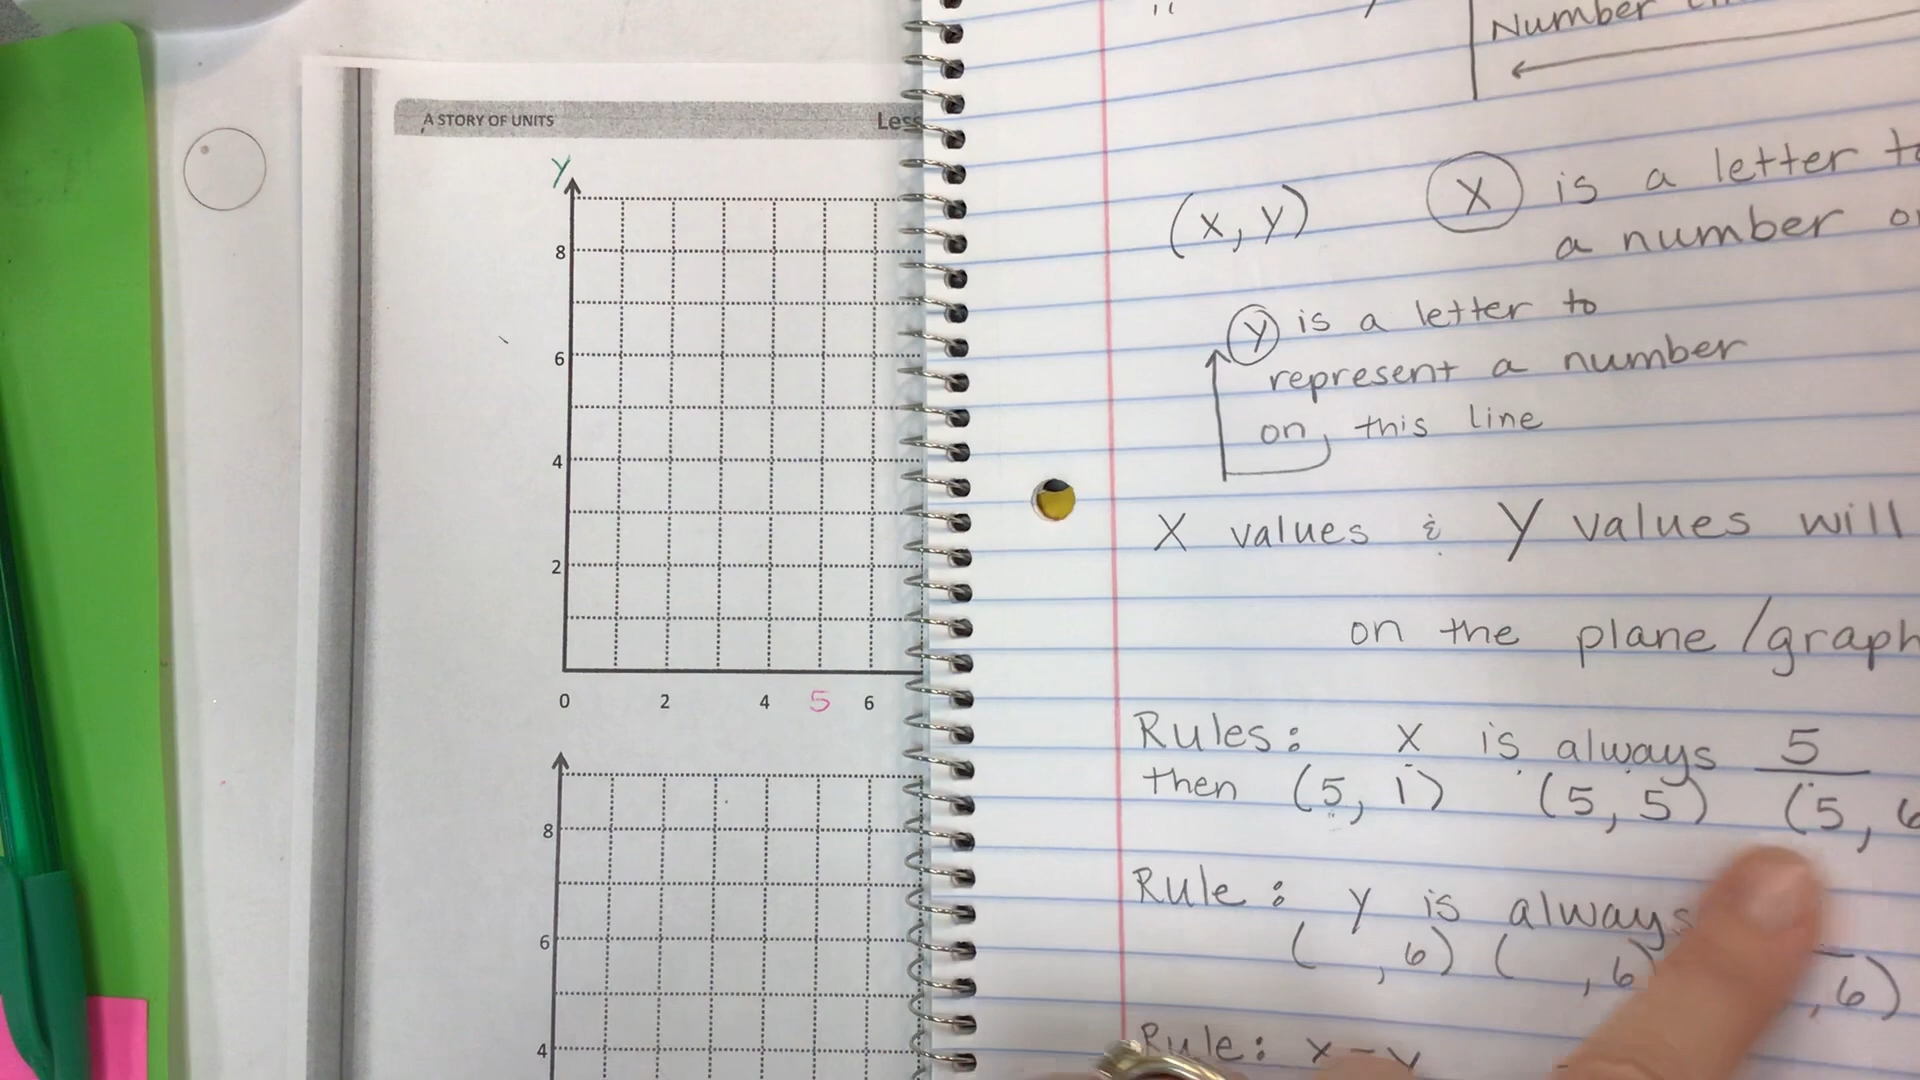 A STORY OF UNITS
Less
Y
8
6
4
2
0 2 4 5 6
8
6
4
Number
(x, y)
X is a letter
a number
y is a letter to
represent a number
on, this line
X values & Y values will
on the plane/graph
Rules: x is always 5
then (5, 1) (5, 5) (5, 6
Rule: y is always
( , 6) ( , 6) , 6)
Rule: x - y